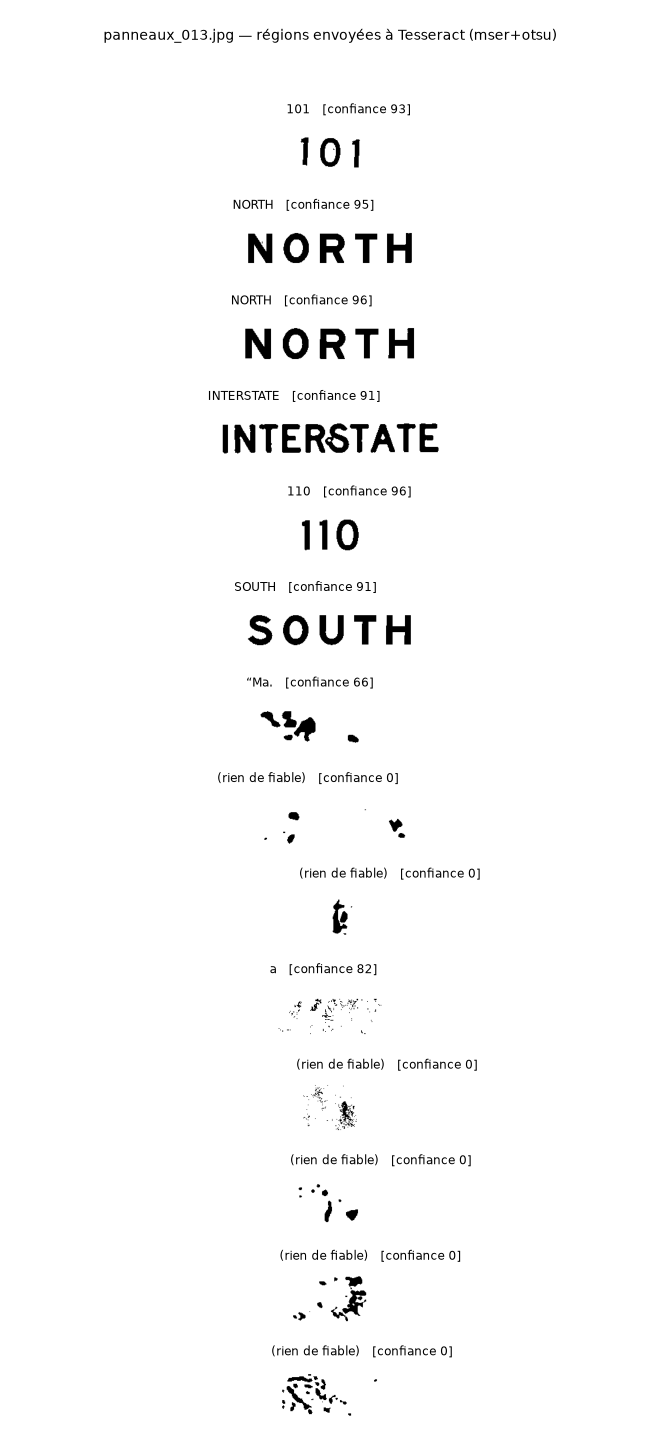 panneaux_013.jpg — régions envoyées à Tesseract (mser+otsu)
101 [confiance 93]
101
NORTH [confiance 95]
NORTH
NORTH [confiance 96]
NORTH
INTERSTATE [confiance 91]
INTERSTATE
110 [confiance 96]
110
SOUTH [confiance 91]
SOUTH
“Ma. [confiance 66]
(rien de fiable) [confiance 0]
(rien de fiable) [confiance 0]
a [confiance 82]
(rien de fiable) [confiance 0]
(rien de fiable) [confiance 0]
(rien de fiable) [confiance 0]
(rien de fiable) [confiance 0]